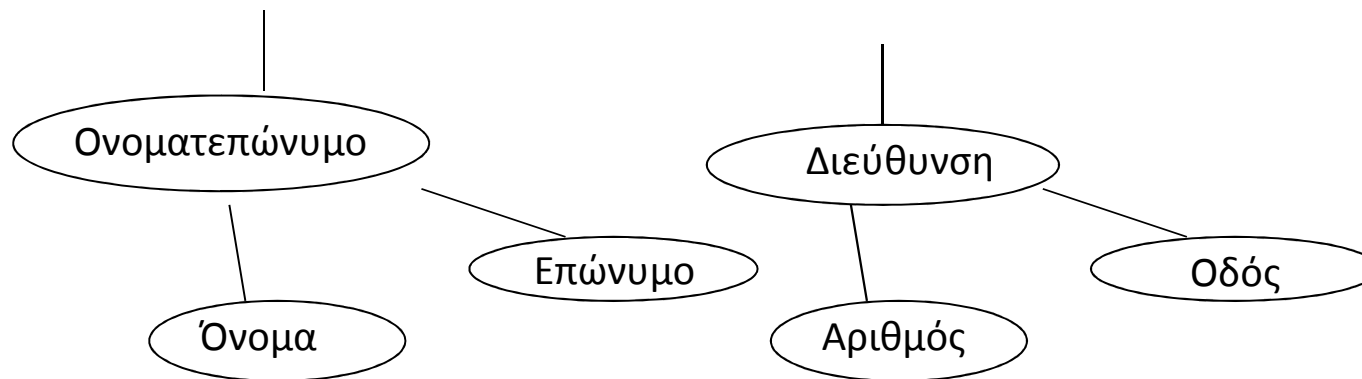 Ονοματεπώνυμο
Διεύθυνση
Επώνυμο
Οδός
Όνομα
Αριθμός